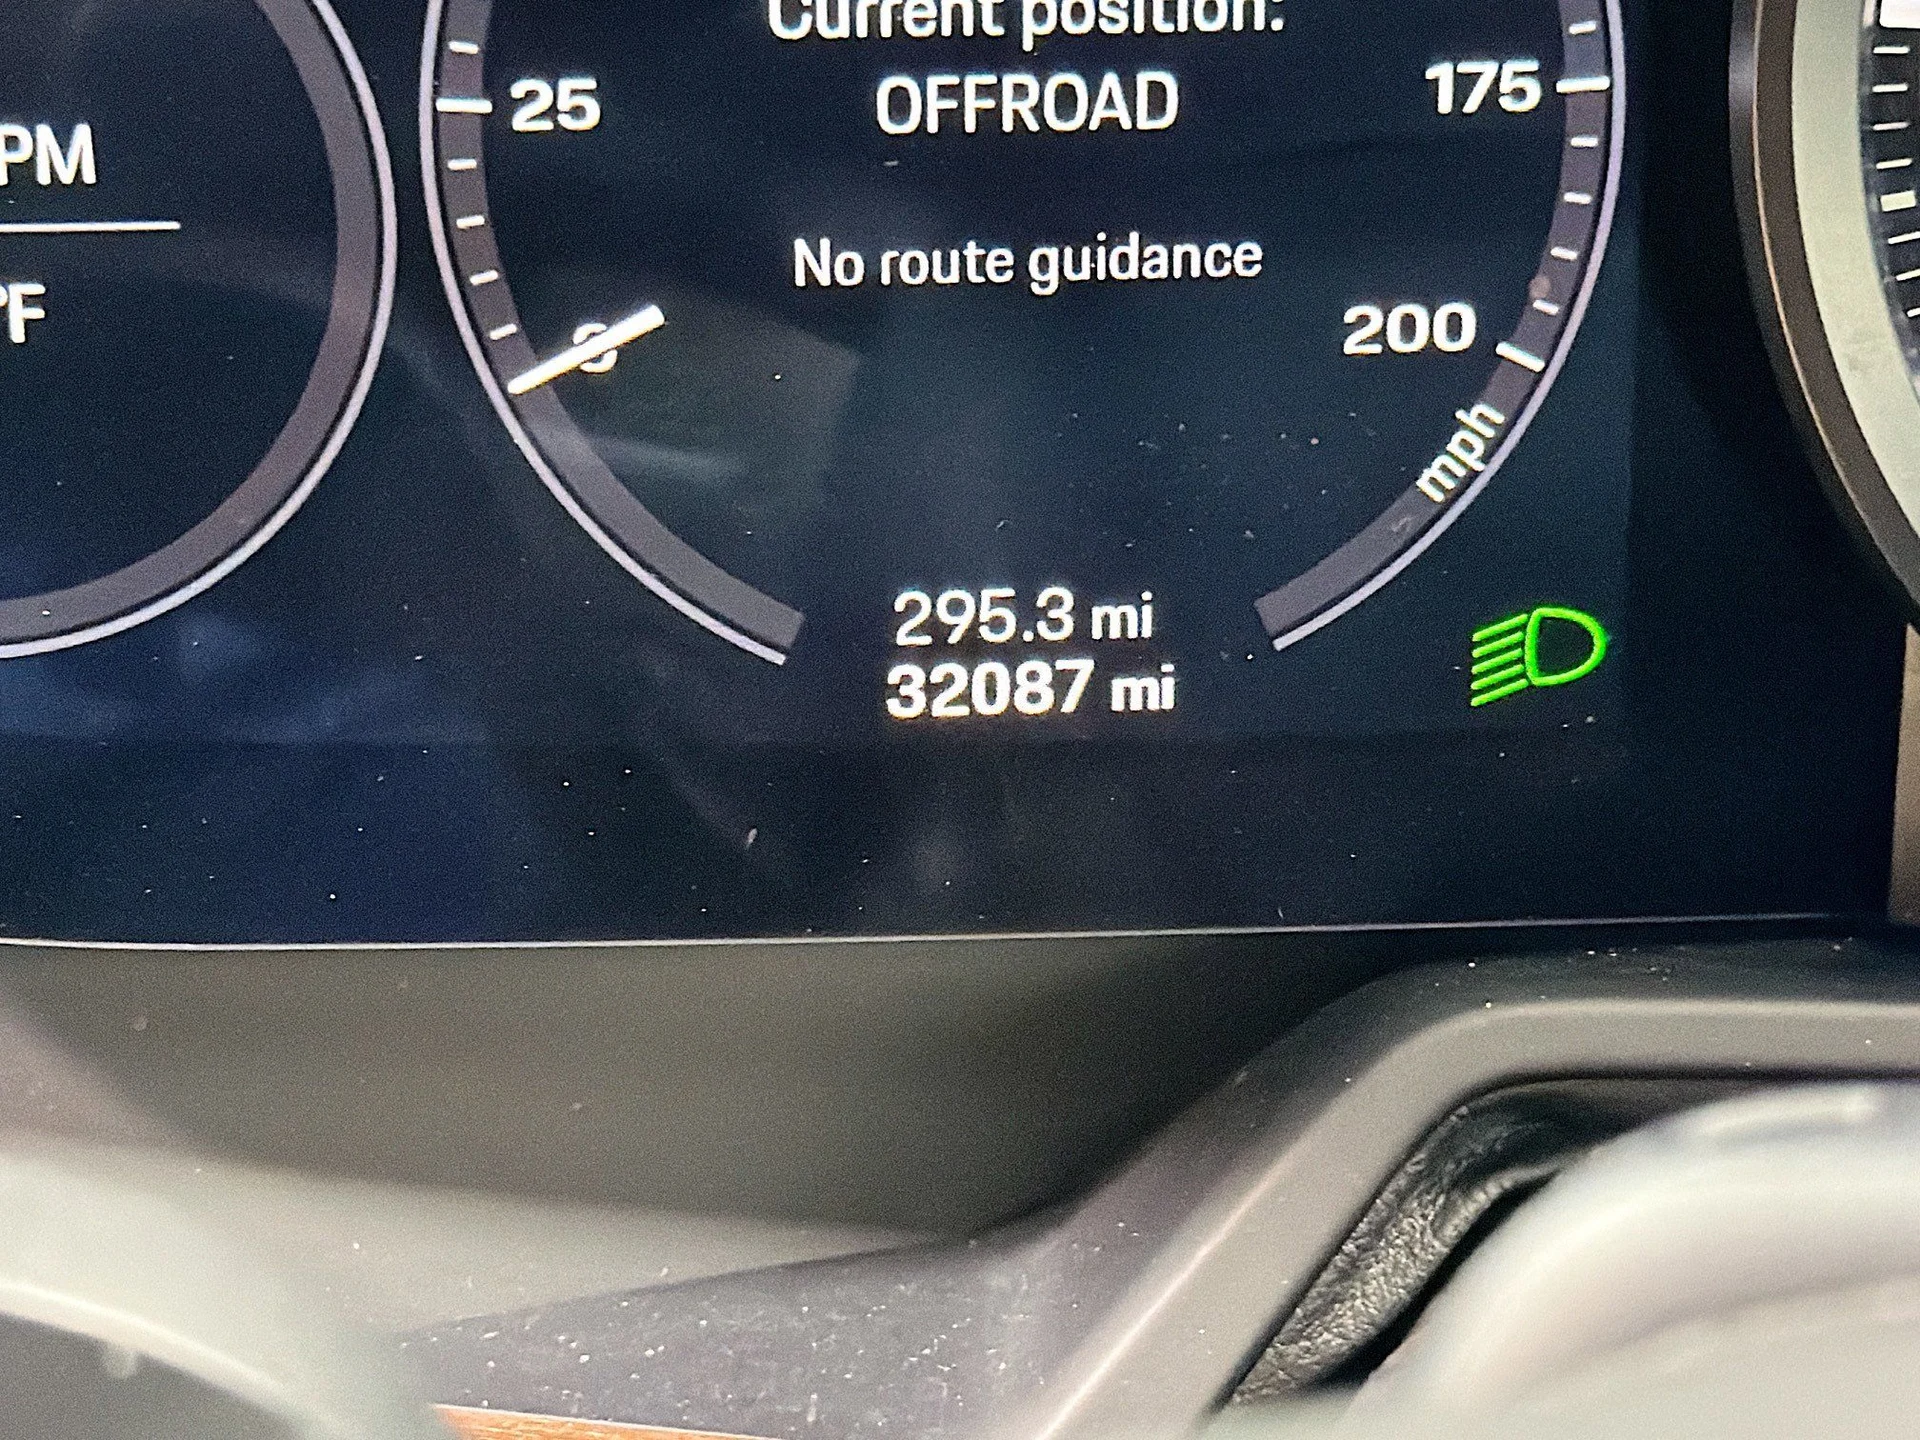 Current position:
OFFROAD
25
175
PM
No route guidance
°F
200
mph
295.3 mi
32087 mi